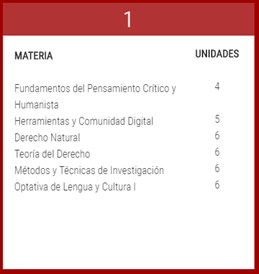 1
MATERIA UNIDADES
Fundamentos del Pensamiento Crítico y 4
Humanista
Herramientas y Comunidad Digital 5
Derecho Natural 6
Teoría del Derecho 6
Métodos y Técnicas de Investigación 6
Optativa de Lengua y Cultura I 6